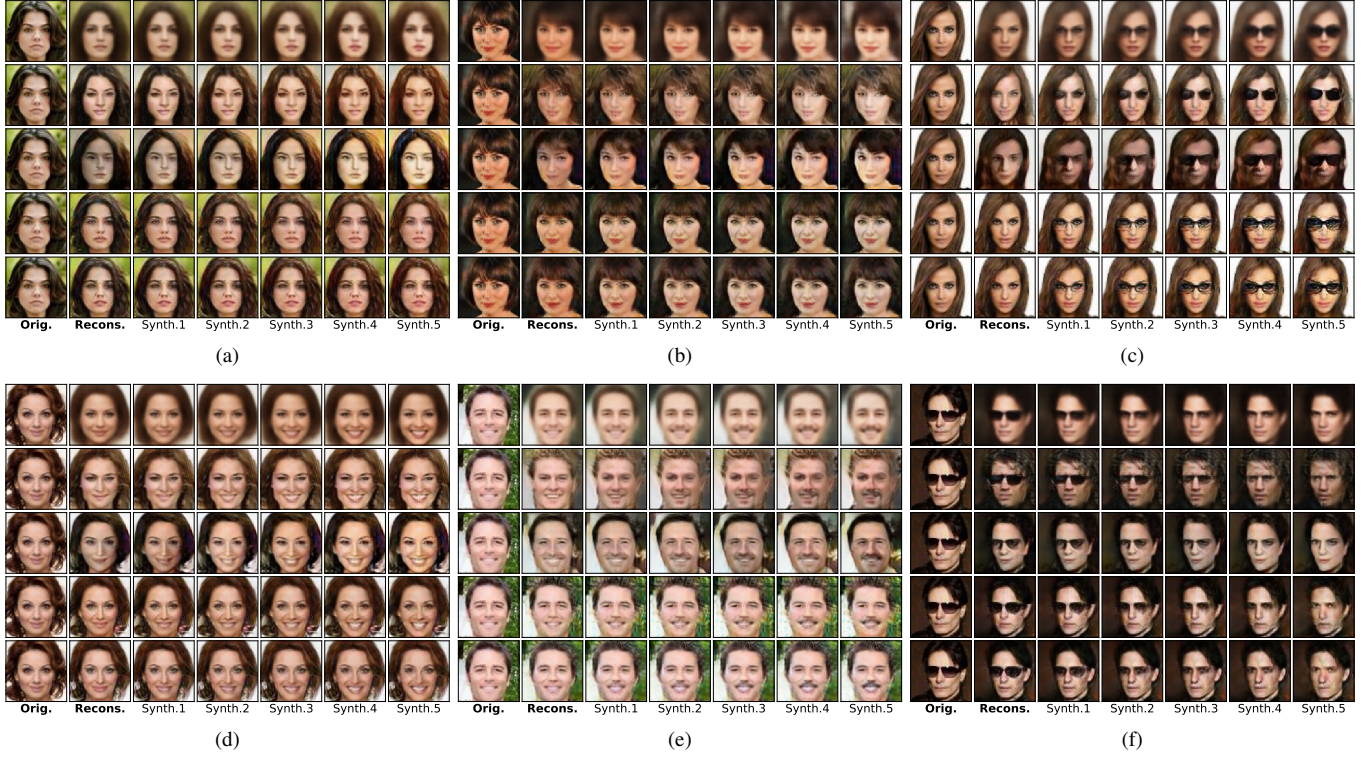 Orig. Recons. Synth.1 Synth.2 Synth.3 Synth.4 Synth.5
(a)
Orig. Recons. Synth.1 Synth.2 Synth.3 Synth.4 Synth.5
(b)
Orig. Recons. Synth.1 Synth.2 Synth.3 Synth.4 Synth.5
(c)
Orig. Recons. Synth.1 Synth.2 Synth.3 Synth.4 Synth.5
(d)
Orig. Recons. Synth.1 Synth.2 Synth.3 Synth.4 Synth.5
(e)
Orig. Recons. Synth.1 Synth.2 Synth.3 Synth.4 Synth.5
(f)